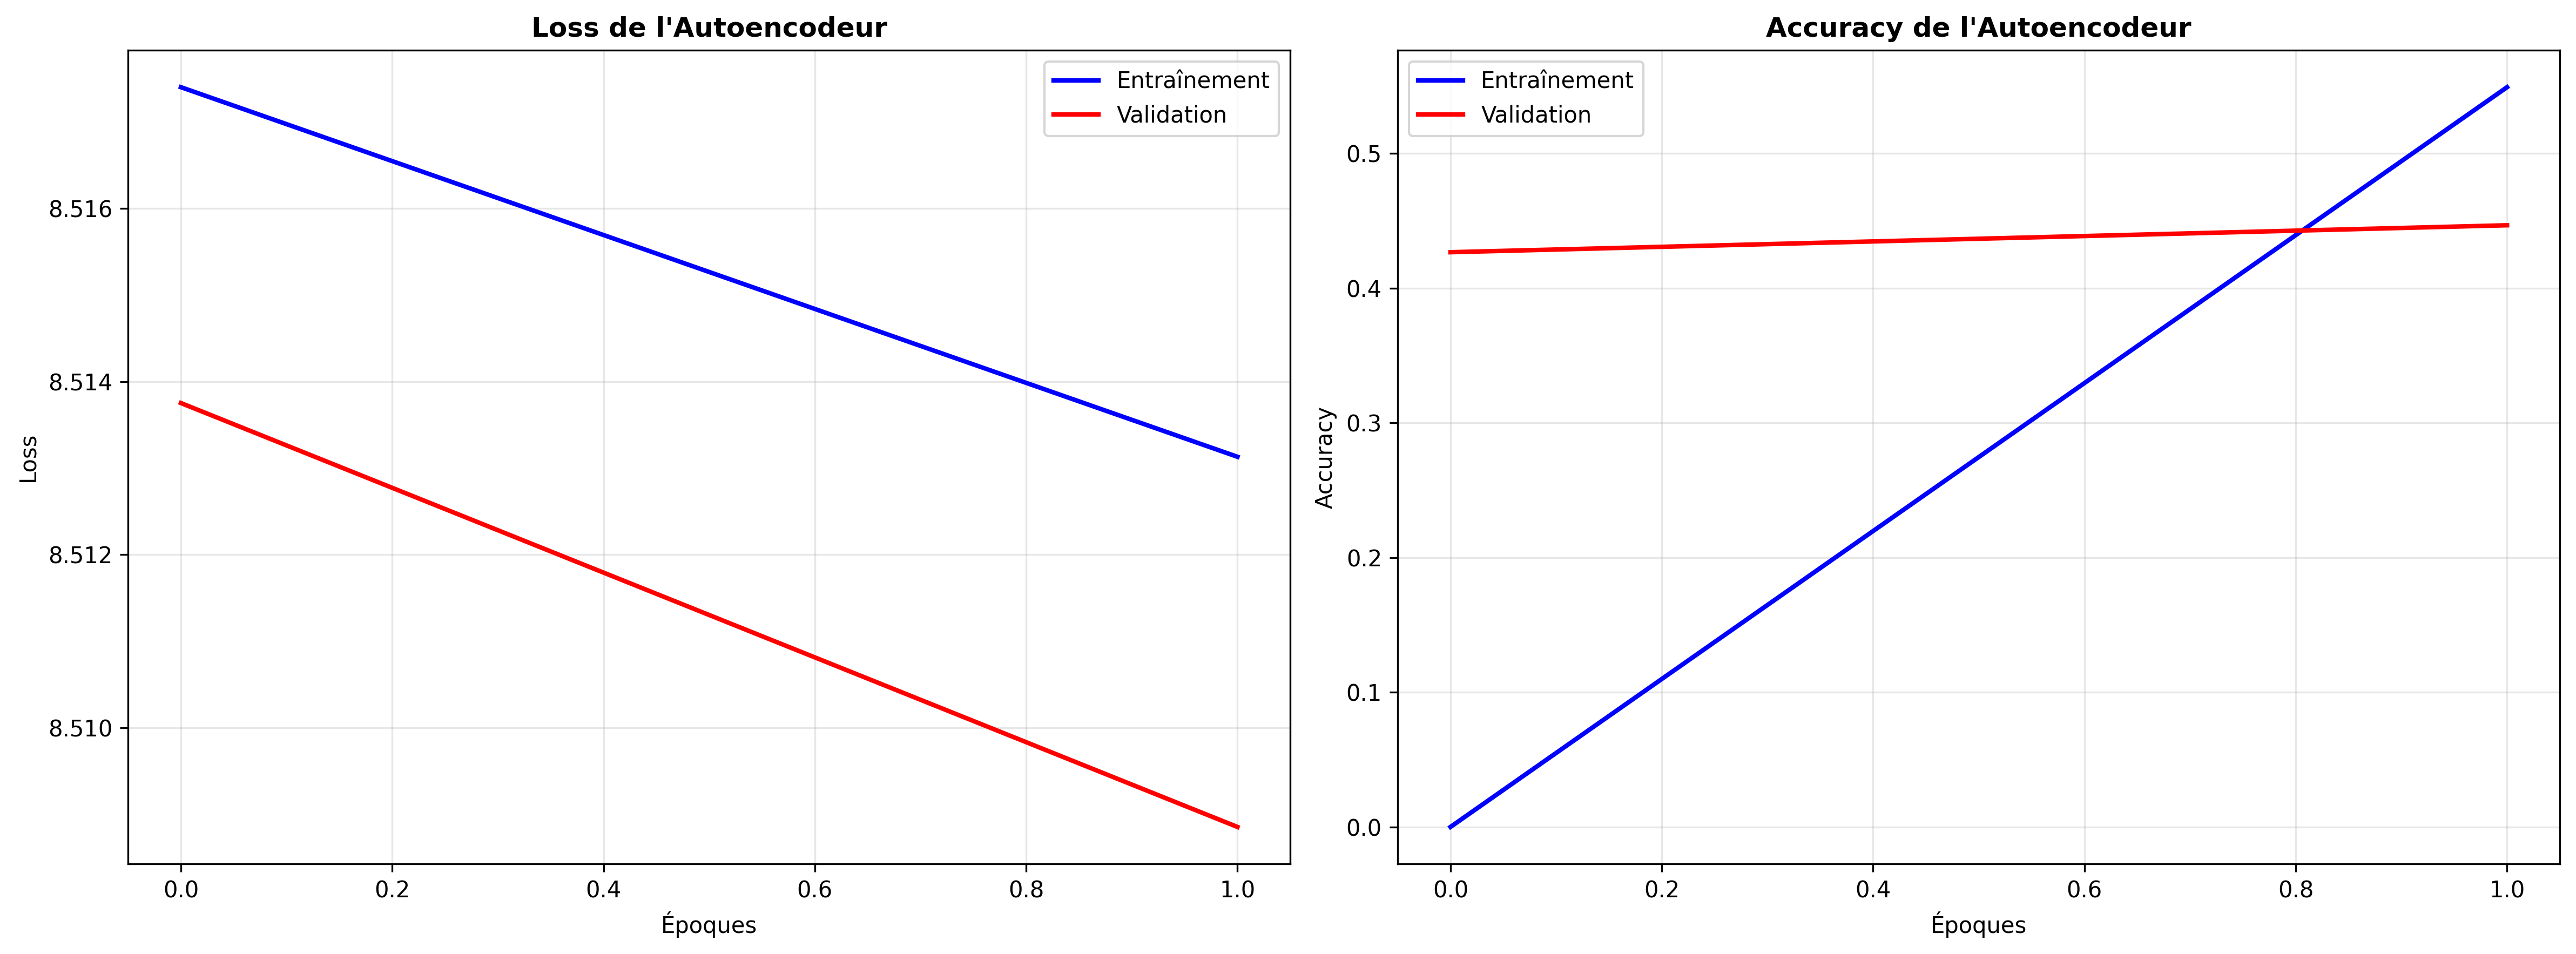 Loss de l'Autoencodeur
Entraînement
Validation
8.516
8.514
8.512
8.510
Loss
0.0 0.2 0.4 0.6 0.8 1.0
Époques
Accuracy de l'Autoencodeur
Entraînement
Validation
0.5
0.4
0.3
0.2
0.1
0.0
Accuracy
0.0 0.2 0.4 0.6 0.8 1.0
Époques